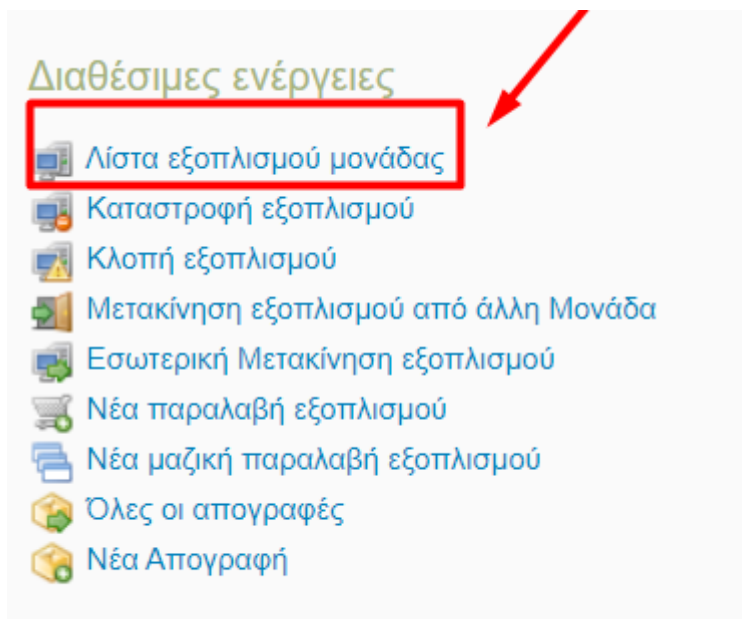 Διαθέσιμες ενέργειες
Λίστα εξοπλισμού μονάδας
Καταστροφή εξοπλισμού
Κλοπή εξοπλισμού
Μετακίνηση εξοπλισμού από άλλη Μονάδα
Εσωτερική Μετακίνηση εξοπλισμού
Νέα παραλαβή εξοπλισμού
Νέα μαζική παραλαβή εξοπλισμού
Όλες οι απογραφές
Νέα Απογραφή